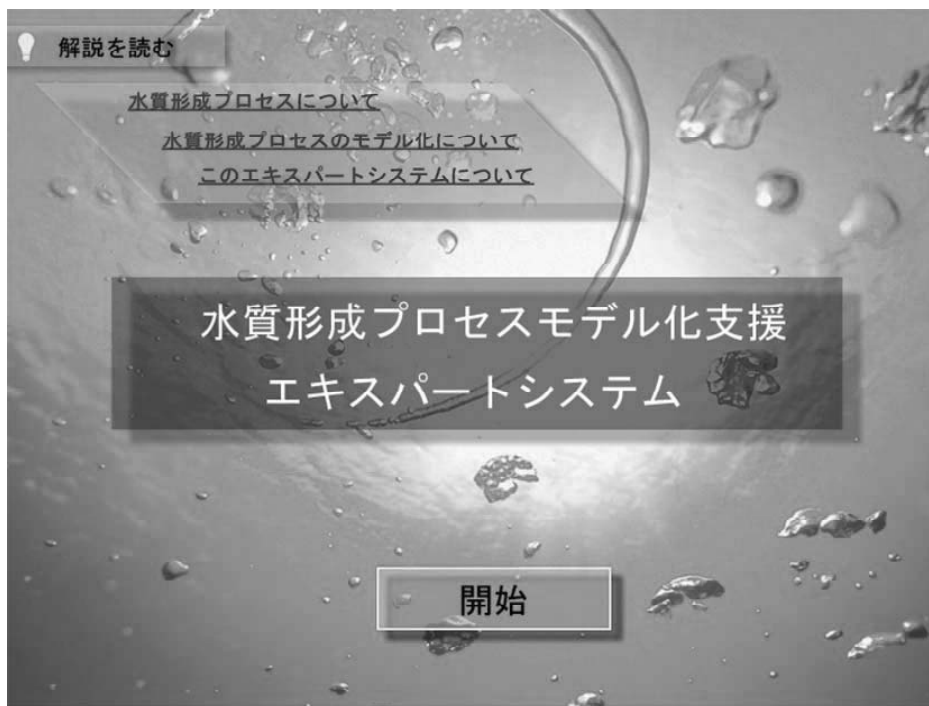 解説を読む
水質形成プロセスについて
水質形成プロセスのモデル化について
このエキスパートシステムについて
水質形成プロセスモデル化支援
エキスパートシステム
開始